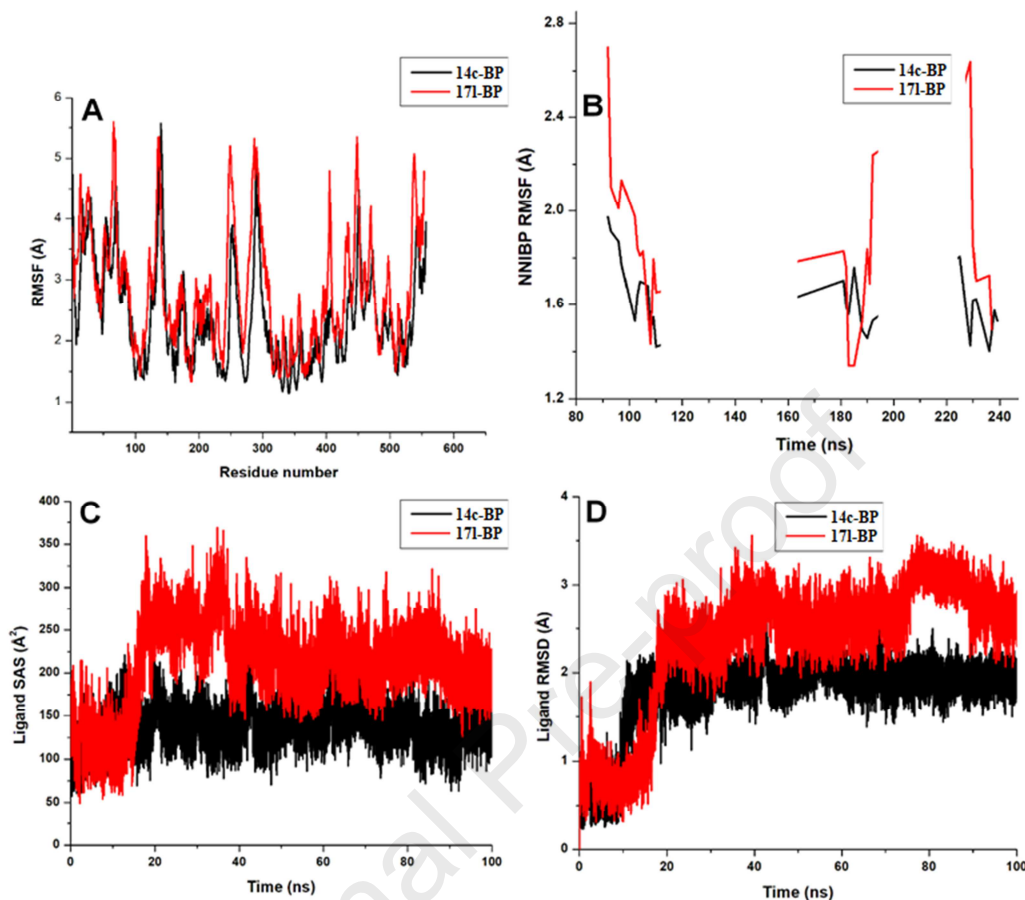 A
14c-BP
17l-BP
RMSF (Å)
6
5
4
3
2
1
100 200 300 400 500 600
Residue number
B
14c-BP
17l-BP
NNIBP RMSF (Å)
2.8
2.4
2.0
1.6
1.2
80 100 120 140 160 180 200 220 240
Time (ns)
C
14c-BP
17l-BP
Ligand SAS (Å²)
400
350
300
250
200
150
100
50
0
0 20 40 60 80 100
Time (ns)
D
14c-BP
17l-BP
Ligand RMSD (Å)
4
3
2
1
0
0 20 40 60 80 100
Time (ns)
nal Pre-proof